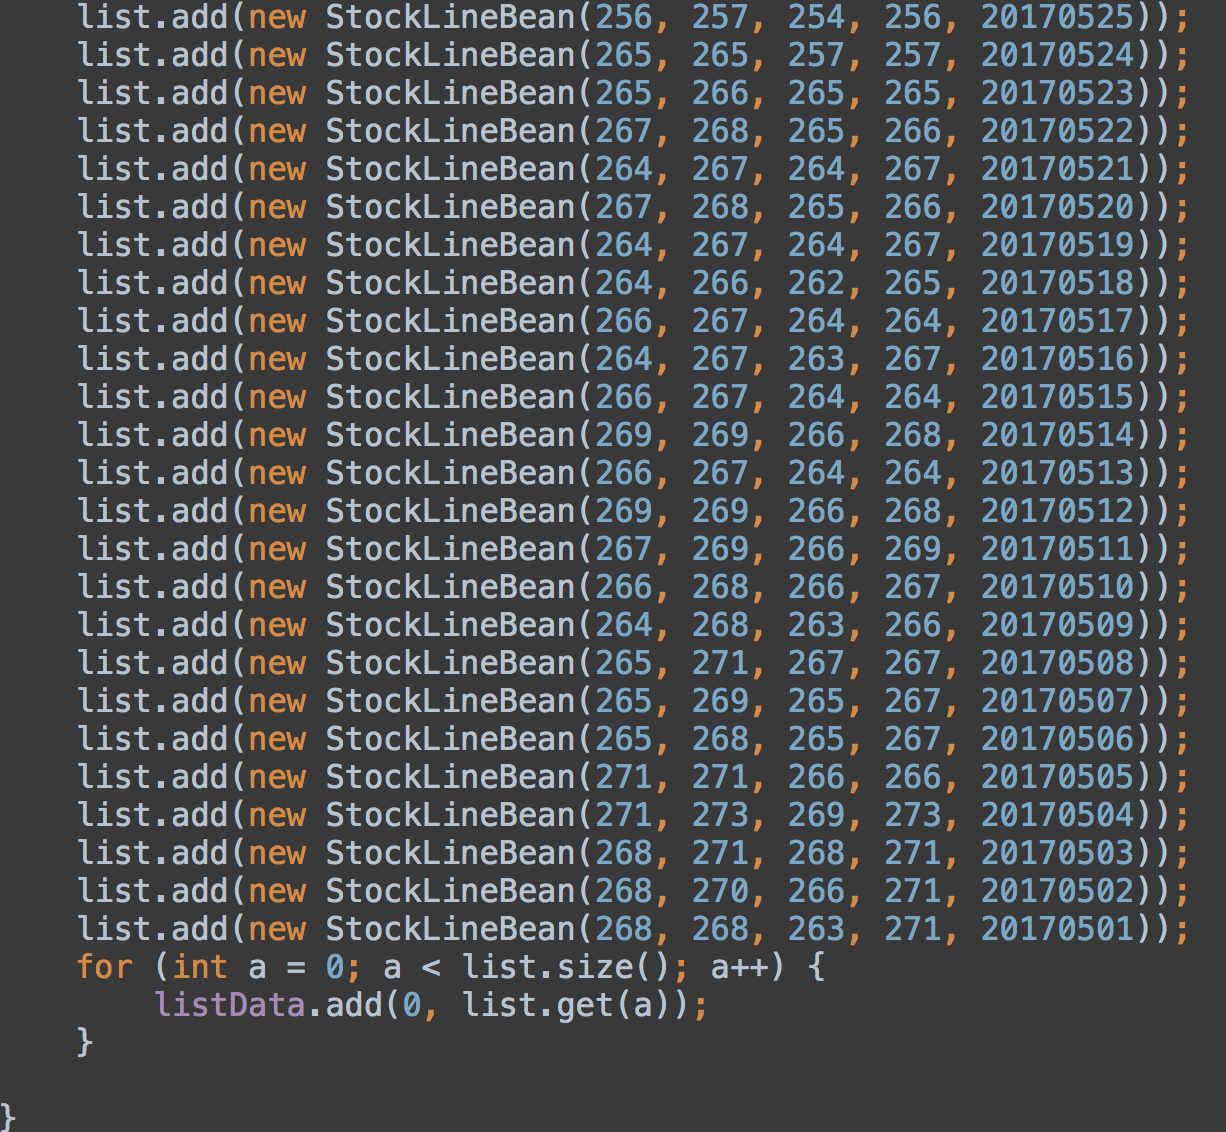 list.add(new StockLineBean(256, 257, 254, 256, 20170525));
list.add(new StockLineBean(265, 265, 257, 257, 20170524));
list.add(new StockLineBean(265, 266, 265, 265, 20170523));
list.add(new StockLineBean(267, 268, 265, 266, 20170522));
list.add(new StockLineBean(264, 267, 264, 267, 20170521));
list.add(new StockLineBean(267, 268, 265, 266, 20170520));
list.add(new StockLineBean(264, 267, 264, 267, 20170519));
list.add(new StockLineBean(264, 266, 262, 265, 20170518));
list.add(new StockLineBean(266, 267, 264, 264, 20170517));
list.add(new StockLineBean(264, 267, 263, 267, 20170516));
list.add(new StockLineBean(266, 267, 264, 264, 20170515));
list.add(new StockLineBean(269, 269, 266, 268, 20170514));
list.add(new StockLineBean(266, 267, 264, 264, 20170513));
list.add(new StockLineBean(269, 269, 266, 268, 20170512));
list.add(new StockLineBean(267, 269, 266, 269, 20170511));
list.add(new StockLineBean(266, 268, 266, 267, 20170510));
list.add(new StockLineBean(264, 268, 263, 266, 20170509));
list.add(new StockLineBean(265, 271, 267, 267, 20170508));
list.add(new StockLineBean(265, 269, 265, 267, 20170507));
list.add(new StockLineBean(265, 268, 265, 267, 20170506));
list.add(new StockLineBean(271, 271, 266, 266, 20170505));
list.add(new StockLineBean(271, 273, 269, 273, 20170504));
list.add(new StockLineBean(268, 271, 268, 271, 20170503));
list.add(new StockLineBean(268, 270, 266, 271, 20170502));
list.add(new StockLineBean(268, 268, 263, 271, 20170501));
for (int a = 0; a < list.size(); a++) {
listData.add(0, list.get(a));
}
}